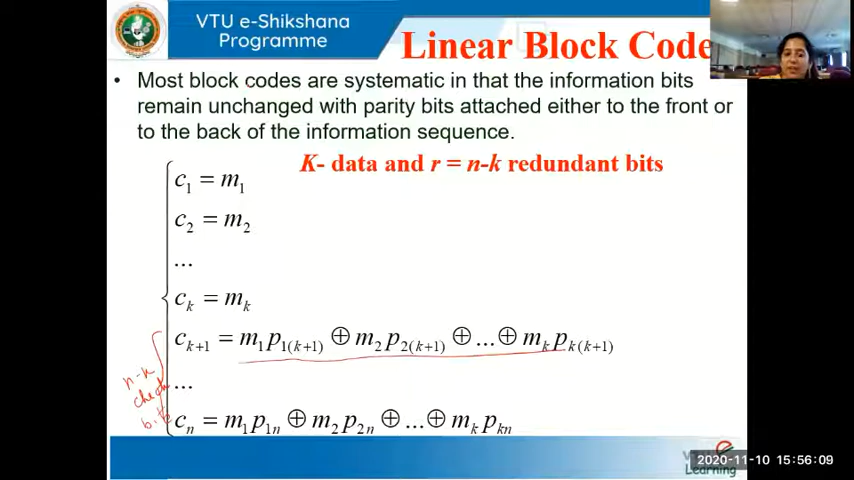 VTU e-Shikshana
Programme
Linear Block Code
• Most block codes are systematic in that the information bits
remain unchanged with parity bits attached either to the front or
to the back of the information sequence.
K- data and r = n-k redundant bits
c₁ = m₁
c₂ = m₂
...
cₖ = mₖ
cₖ₊₁ = m₁p₁₍ₖ₊₁₎ ⊕ m₂p₂₍ₖ₊₁₎ ⊕ ... ⊕ mₖpₖ₍ₖ₊₁₎
n-k
check
bits
...
cₙ = m₁p₁ₙ ⊕ m₂p₂ₙ ⊕ ... ⊕ mₖpₖₙ
e
Learning
2020-11-10 15:56:09